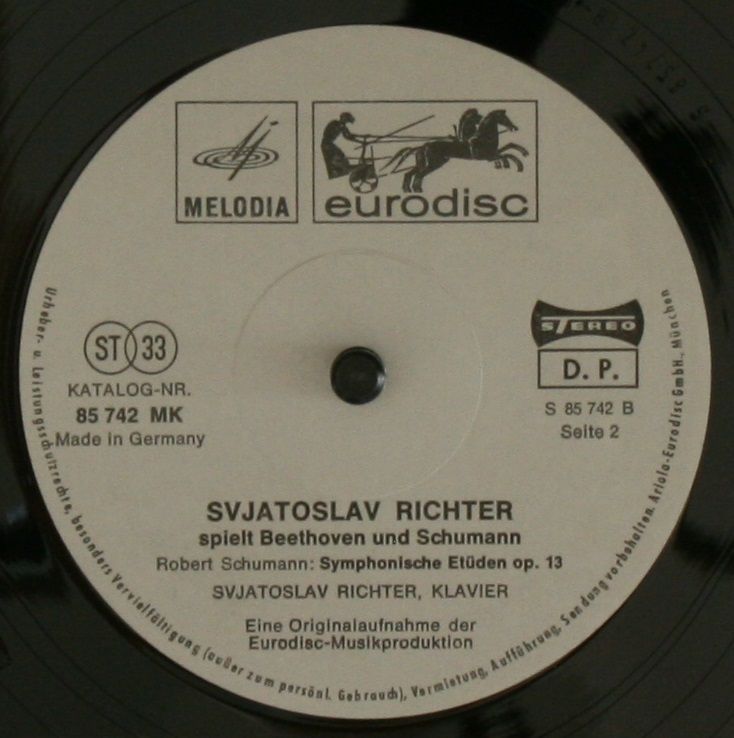 MELODIA
eurodisc
ST 33
KATALOG-NR.
85 742 MK
Made in Germany
STEREO
D. P.
S 85 742 B
Seite 2
SVJATOSLAV RICHTER
spielt Beethoven und Schumann
Robert Schumann: Symphonische Etüden op. 13
SVJATOSLAV RICHTER, KLAVIER
Eine Originalaufnahme der
Eurodisc-Musikproduktion
Urheber- u. Leistungsschutzrechte, besonders Vervielfältigung (außer zum persönl. Gebrauch), Vermietung, Aufführung, Sendung vorbehalten. Ariola-Eurodisc GmbH., München